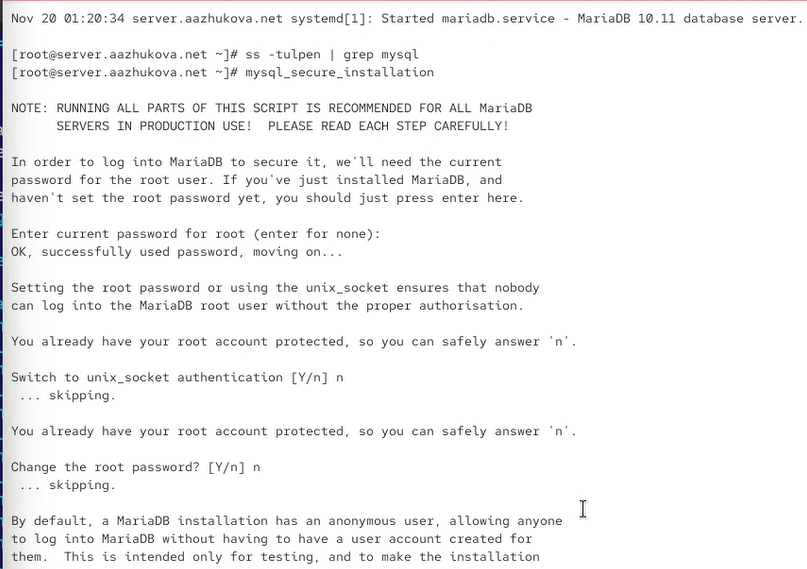 Nov 20 01:20:34 server.aazhukova.net systemd[1]: Started mariadb.service - MariaDB 10.11 database server.
[root@server.aazhukova.net ~]# ss -tulpen | grep mysql
[root@server.aazhukova.net ~]# mysql_secure_installation
NOTE: RUNNING ALL PARTS OF THIS SCRIPT IS RECOMMENDED FOR ALL MariaDB
SERVERS IN PRODUCTION USE!  PLEASE READ EACH STEP CAREFULLY!
In order to log into MariaDB to secure it, we'll need the current
password for the root user. If you've just installed MariaDB, and
haven't set the root password yet, you should just press enter here.
Enter current password for root (enter for none):
OK, successfully used password, moving on...
Setting the root password or using the unix_socket ensures that nobody
can log into the MariaDB root user without the proper authorisation.
You already have your root account protected, so you can safely answer 'n'.
Switch to unix_socket authentication [Y/n] n
... skipping.
You already have your root account protected, so you can safely answer 'n'.
Change the root password? [Y/n] n
... skipping.
By default, a MariaDB installation has an anonymous user, allowing anyone
to log into MariaDB without having to have a user account created for
them.  This is intended only for testing, and to make the installation